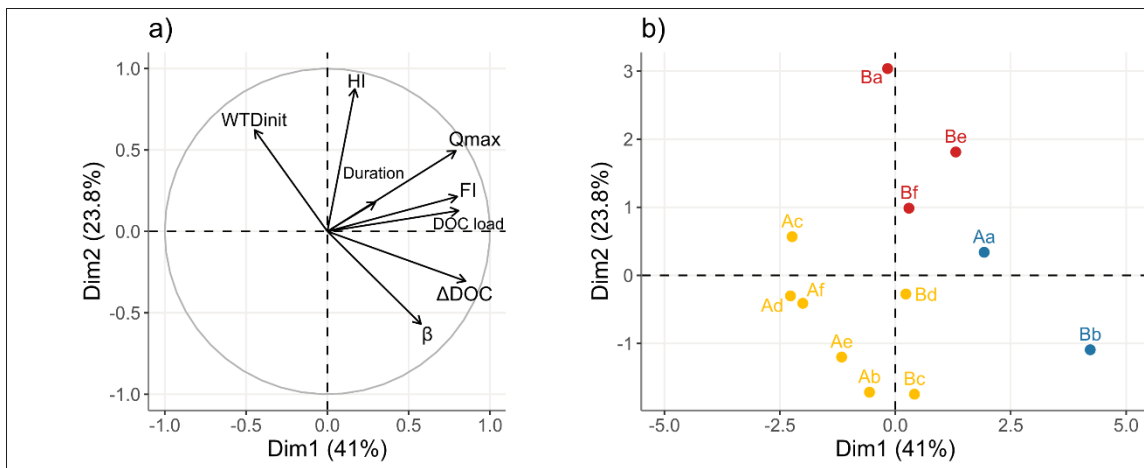 a)
1.0
0.5
0.0
-0.5
-1.0
Dim2 (23.8%)
HI
WTDinit
Qmax
Duration
FI
DOC load
ΔDOC
β
-1.0 -0.5 0.0 0.5 1.0
Dim1 (41%)
b)
3
2
1
0
-1
Dim2 (23.8%)
Ba
Be
Bf
Ac
Aa
Ad
Af
Bd
Ae
Bb
Ab
Bc
-5.0 -2.5 0.0 2.5 5.0
Dim1 (41%)